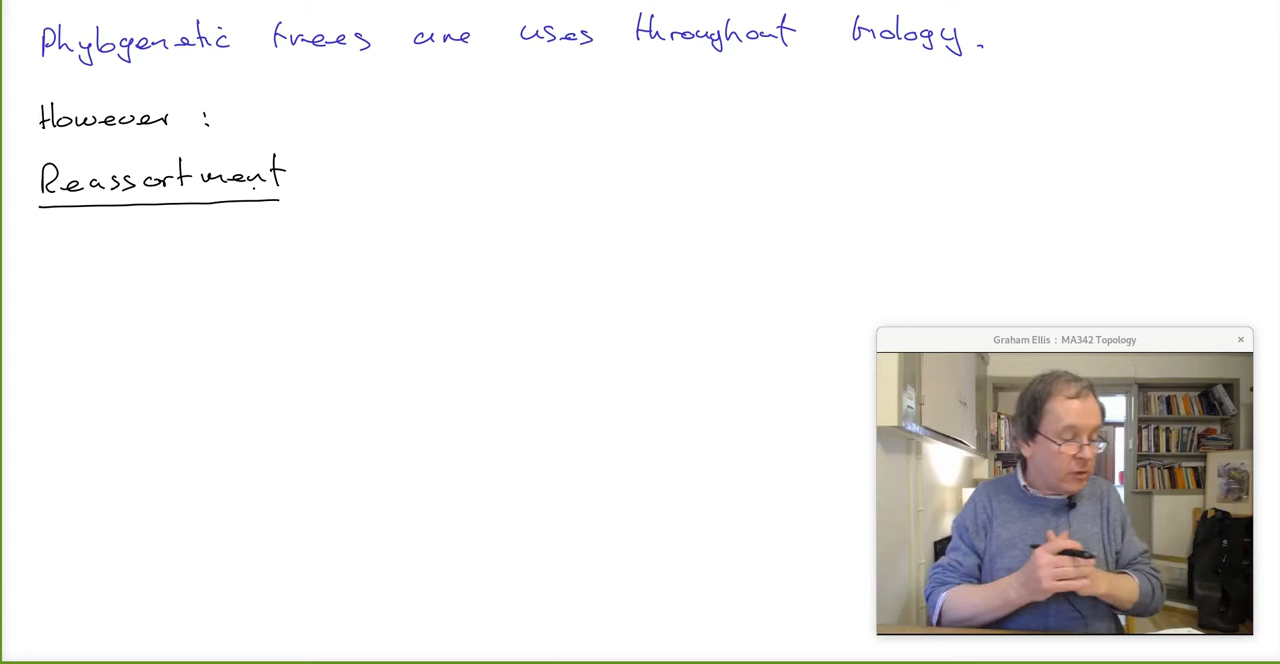 Phylogenetic trees are uses throughout biology.
However :
Reassortment
Graham Ellis : MA342 Topology